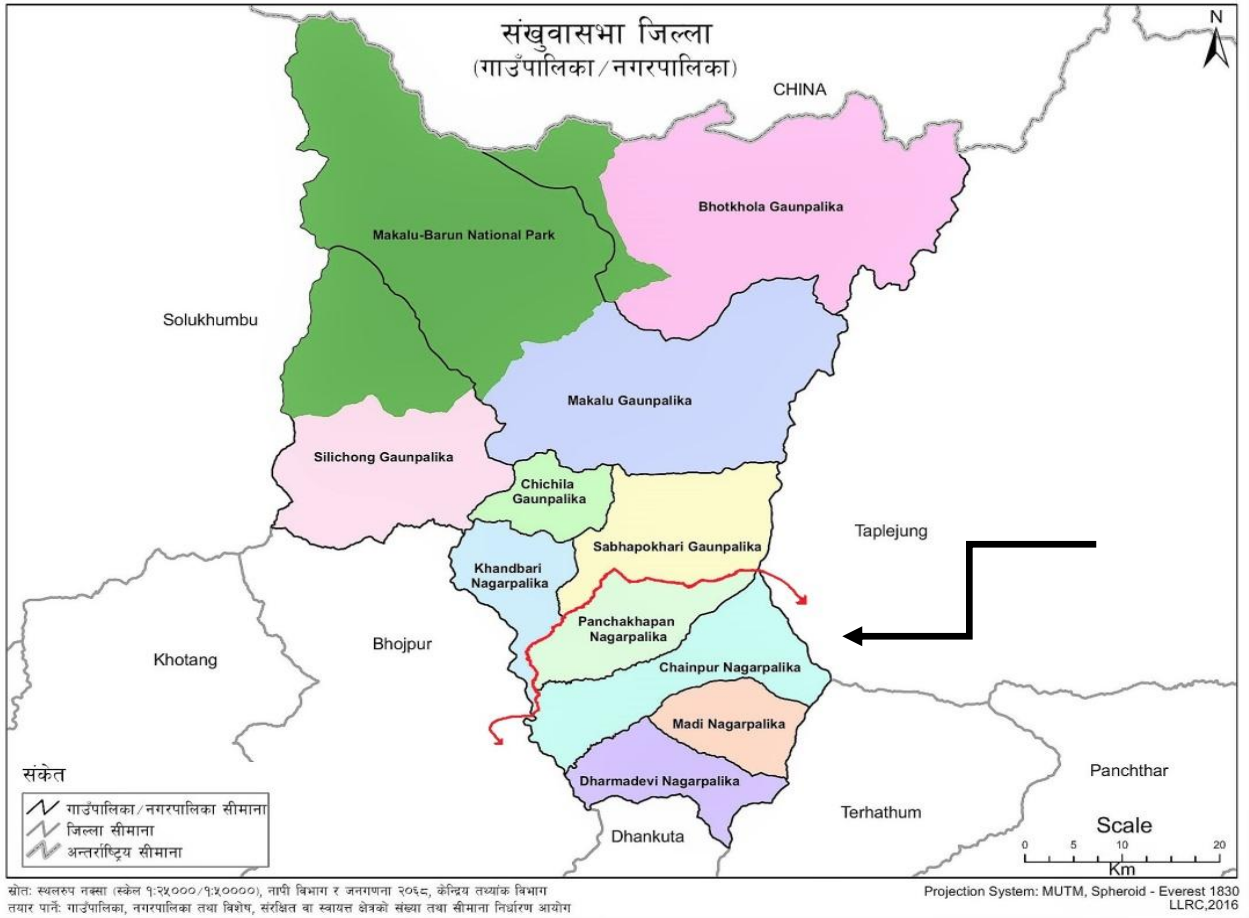 संखुवासभा जिल्ला
(गाउँपालिका/नगरपालिका)
N
CHINA
Bhotkhola Gaunpalika
Makalu-Barun National Park
Solukhumbu
Makalu Gaunpalika
Silichong Gaunpalika
Chichila
Gaunpalika
Taplejung
Sabhapokhari Gaunpalika
Khandbari
Nagarpalika
Panchakhapan
Nagarpalika
Bhojpur
Khotang
Chainpur Nagarpalika
Madi Nagarpalika
Dharmadevi Nagarpalika
Panchthar
Terhathum
Dhankuta
संकेत
गाउँपालिका/नगरपालिका सीमाना
जिल्ला सीमाना
अन्तर्राष्ट्रिय सीमाना
Scale
0 5 10 20
Km
स्रोतः स्थलरुप नक्सा (स्केल १:२५०००/१:५००००), नापी विभाग र जनगणना २०६८, केन्द्रिय तथ्यांक विभाग
तयार पार्नेः गाउँपालिका, नगरपालिका तथा विशेष, संरक्षित वा स्वायत्त क्षेत्रको संख्या तथा सीमाना निर्धारण आयोग
Projection System: MUTM, Spheroid - Everest 1830
LLRC,2016